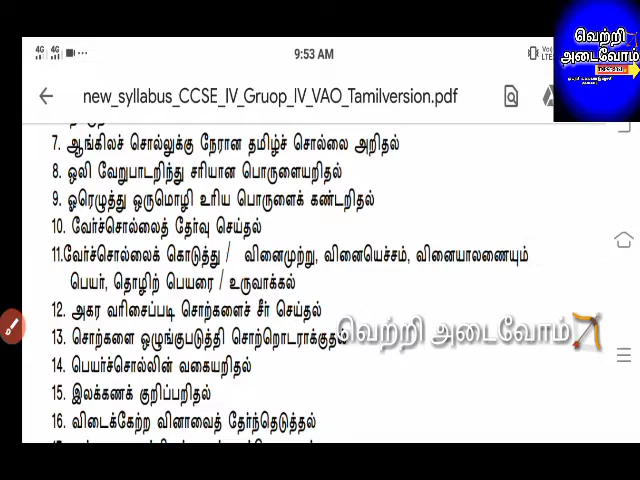 4G 4G
9:53 AM
LTE
வெற்றி
அடைவோம்
new_syllabus_CCSE_IV_Gruop_IV_VAO_Tamilversion.pdf
7. ஆங்கிலச் சொல்லுக்கு நேரான தமிழ்ச் சொல்லை அறிதல்
8. ஒலி வேறுபாடறிந்து சரியான பொருளையறிதல்
9. ஓரெழுத்து ஒருமொழி உரிய பொருளைக் கண்டறிதல்
10. வேர்ச்சொல்லைத் தேர்வு செய்தல்
11.வேர்ச்சொல்லைக் கொடுத்து / வினைமுற்று, வினையெச்சம், வினையாலணையும்
பெயர், தொழிற் பெயரை / உருவாக்கல்
12. அகர வரிசைப்படி சொற்களைச் சீர் செய்தல்
13. சொற்களை ஒழுங்குபடுத்தி சொற்றொடராக்குதல்
வெற்றி அடைவோம்
14. பெயர்ச்சொல்லின் வகையறிதல்
15. இலக்கணக் குறிப்பறிதல்
16. விடைக்கேற்ற வினாவைத் தேர்ந்தெடுத்தல்